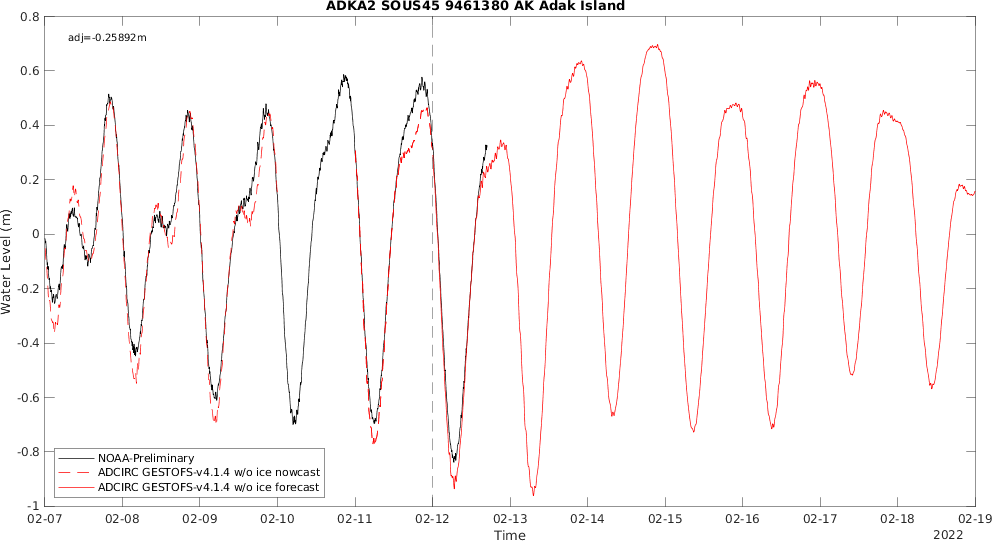 ADKA2 SOUS45 9461380 AK Adak Island
adj=-0.25892m
Water Level (m)
0.8
0.6
0.4
0.2
0
-0.2
-0.4
-0.6
-0.8
-1
NOAA-Preliminary
ADCIRC GESTOFS-v4.1.4 w/o ice nowcast
ADCIRC GESTOFS-v4.1.4 w/o ice forecast
02-07 02-08 02-09 02-10 02-11 02-12 02-13 02-14 02-15 02-16 02-17 02-18 02-19
Time
2022